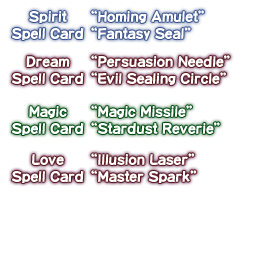 Spirit “Homing Amulet”
Spell Card “Fantasy Seal”
Dream “Persuasion Needle”
Spell Card “Evil Sealing Circle”
Magic “Magic Missile”
Spell Card “Stardust Reverie”
Love “Illusion Laser”
Spell Card “Master Spark”